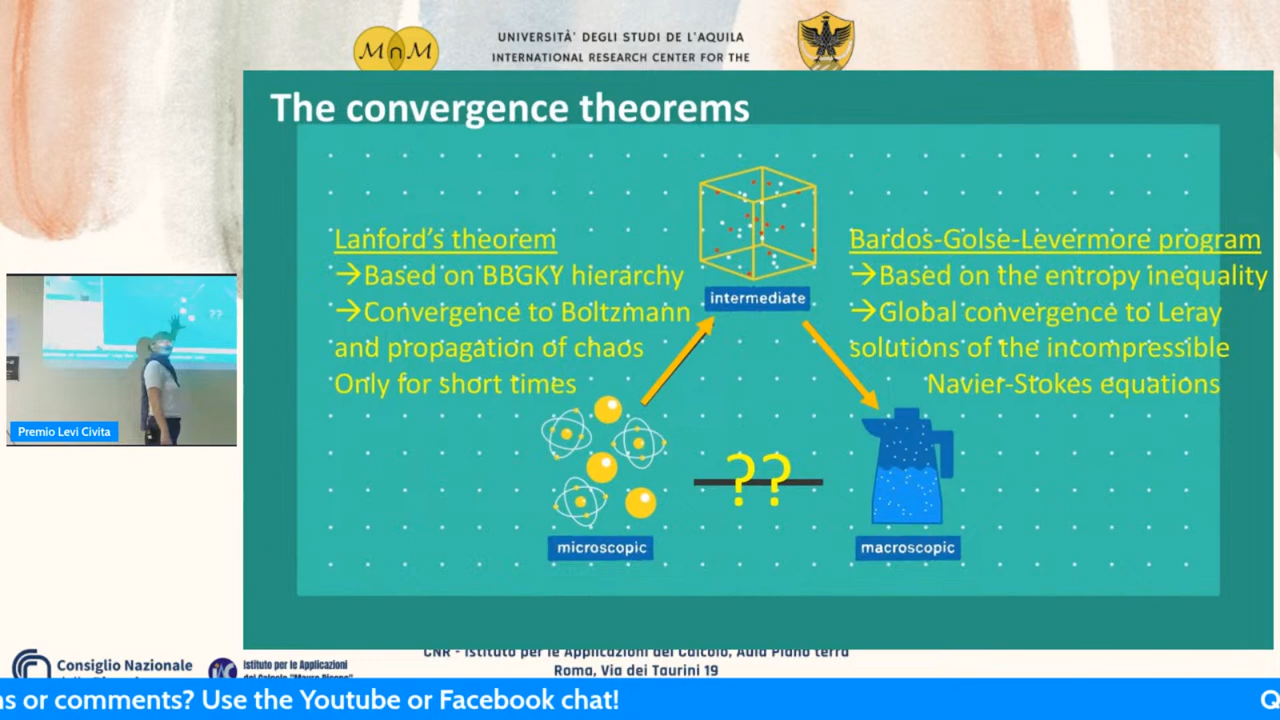 MnM
UNIVERSITÀ' DEGLI STUDI DE L'AQUILA
INTERNATIONAL RESEARCH CENTER FOR THE
The convergence theorems
Lanford's theorem
→Based on BBGKY hierarchy
→Convergence to Boltzmann
and propagation of chaos
Only for short times
intermediate
Bardos-Golse-Levermore program
→Based on the entropy inequality
→Global convergence to Leray
solutions of the incompressible
Navier-Stokes equations
??
microscopic
macroscopic
??
Premio Levi Civita
Consiglio Nazionale
Istituto per le Applicazioni
del Calcolo "Mauro Picone"
CNR - Istituto per le Applicazioni del Calcolo, Aula Piano terra
Roma, Via dei Taurini 19
s or comments? Use the Youtube or Facebook chat!
Q